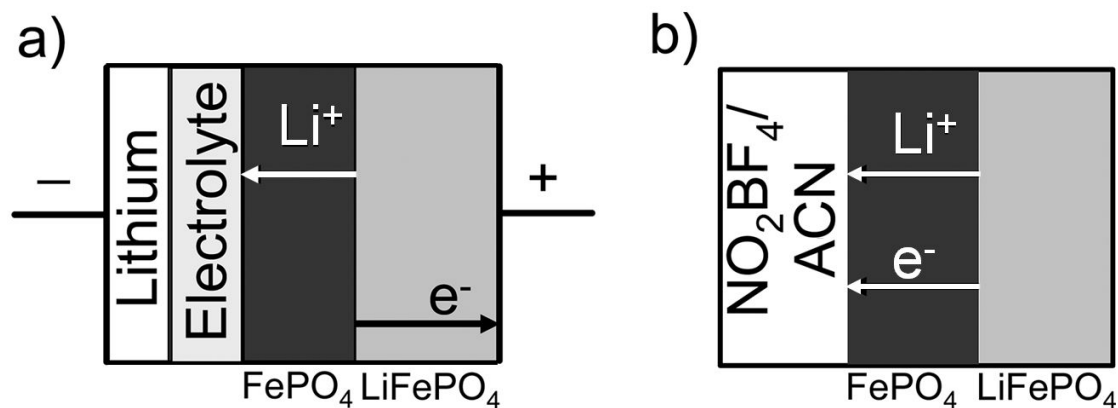 a)
–
Lithium
Electrolyte
Li⁺
e⁻
+
FePO₄
LiFePO₄
b)
NO₂BF₄/
ACN
Li⁺
e⁻
FePO₄
LiFePO₄